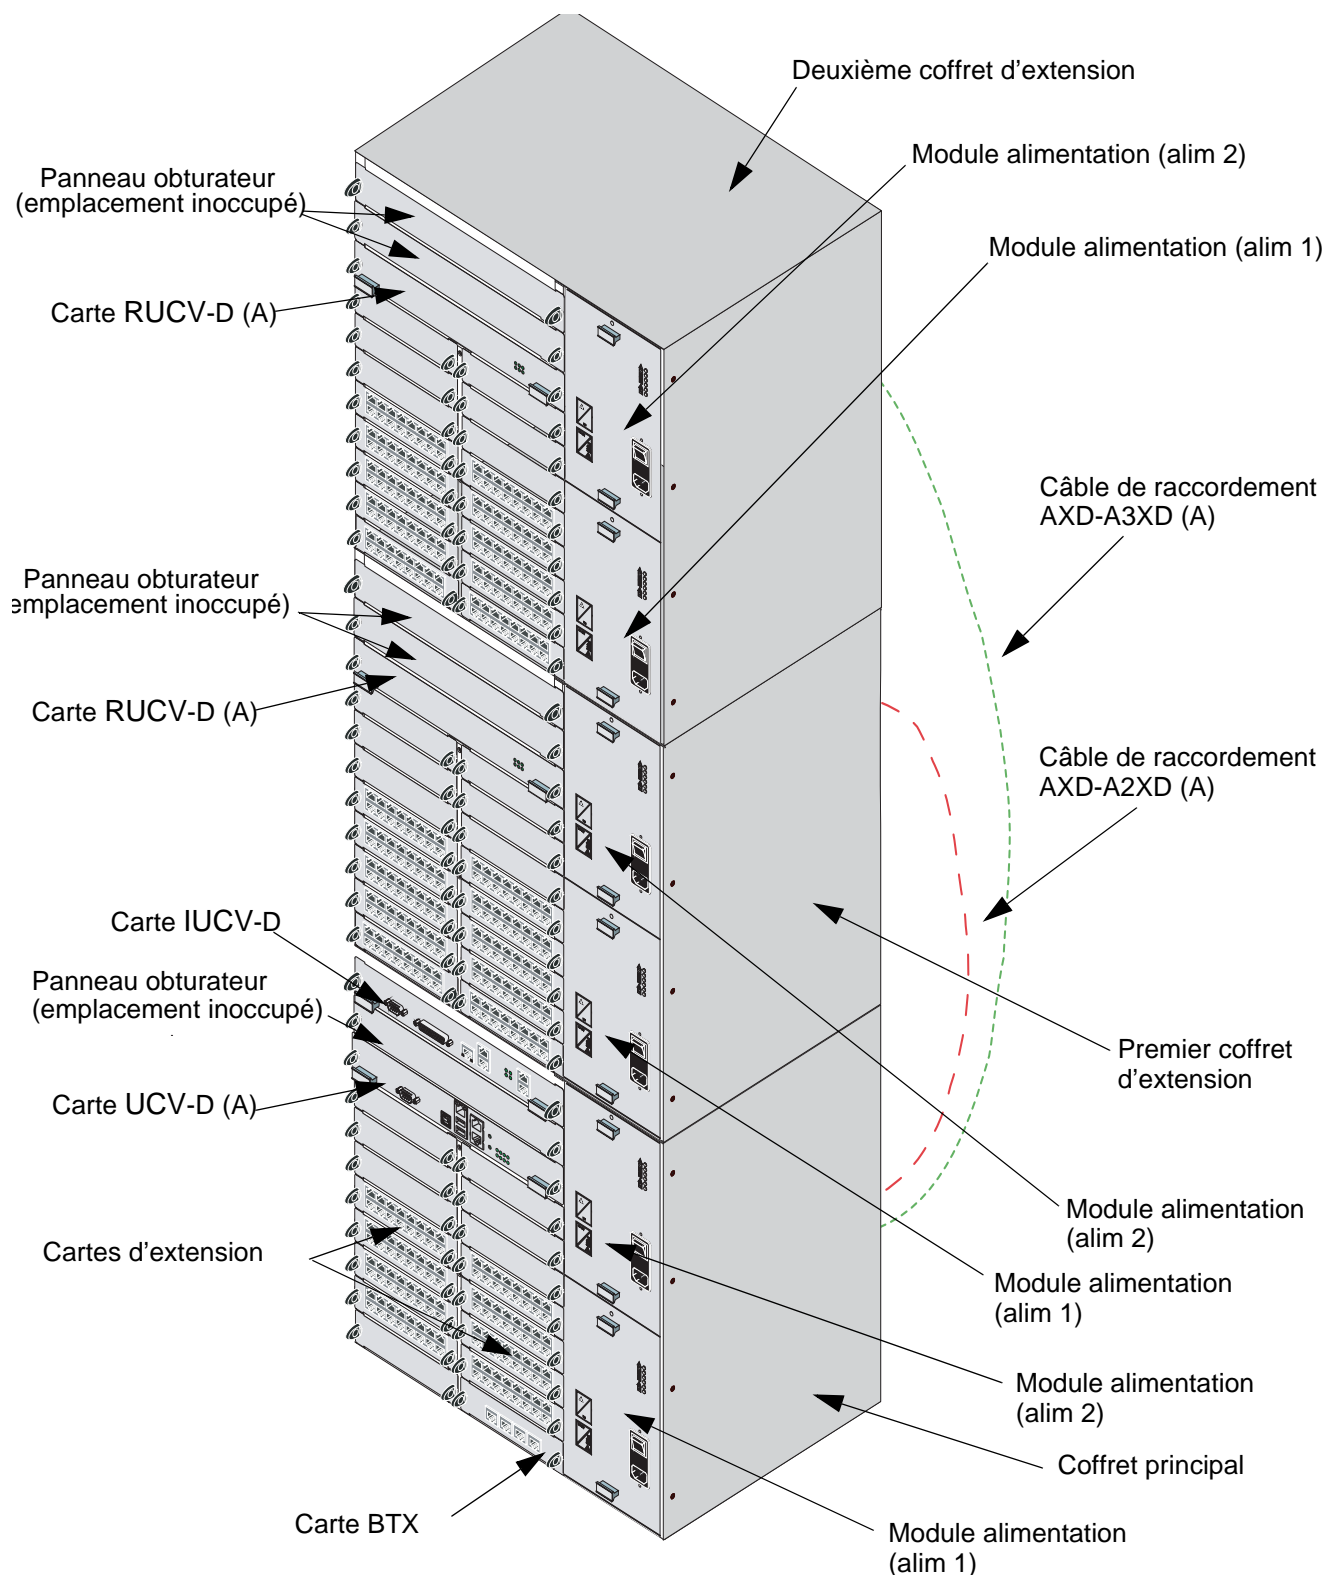 Deuxième coffret d’extension
Module alimentation (alim 2)
Panneau obturateur
(emplacement inoccupé)
Module alimentation (alim 1)
Carte RUCV-D (A)
Câble de raccordement
AXD-A3XD (A)
Panneau obturateur
emplacement inoccupé)
Carte RUCV-D (A)
Câble de raccordement
AXD-A2XD (A)
Carte IUCV-D
Panneau obturateur
(emplacement inoccupé)
Premier coffret
d’extension
Carte UCV-D (A)
Module alimentation
(alim 2)
Cartes d’extension
Module alimentation
(alim 1)
Module alimentation
(alim 2)
Coffret principal
Carte BTX
Module alimentation
(alim 1)